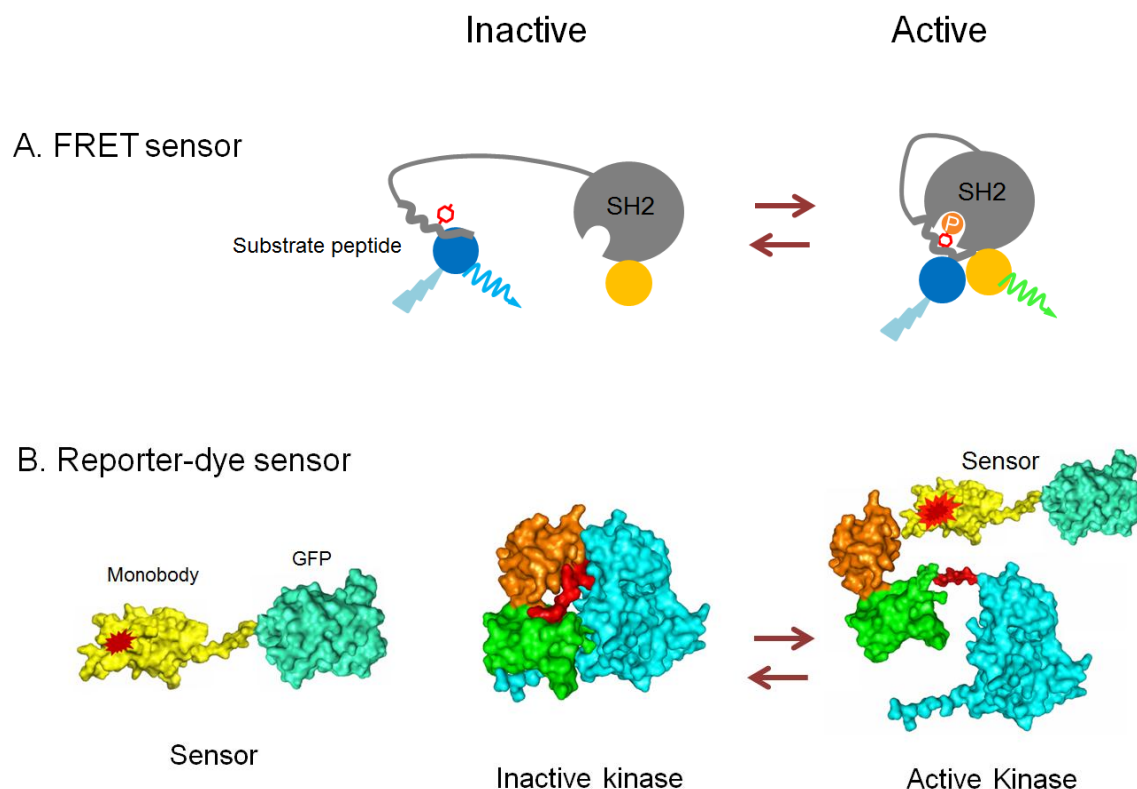 Inactive
Active
A. FRET sensor
SH2
SH2
P
Substrate peptide
B. Reporter-dye sensor
Sensor
Monobody
GFP
Sensor
Inactive kinase
Active Kinase